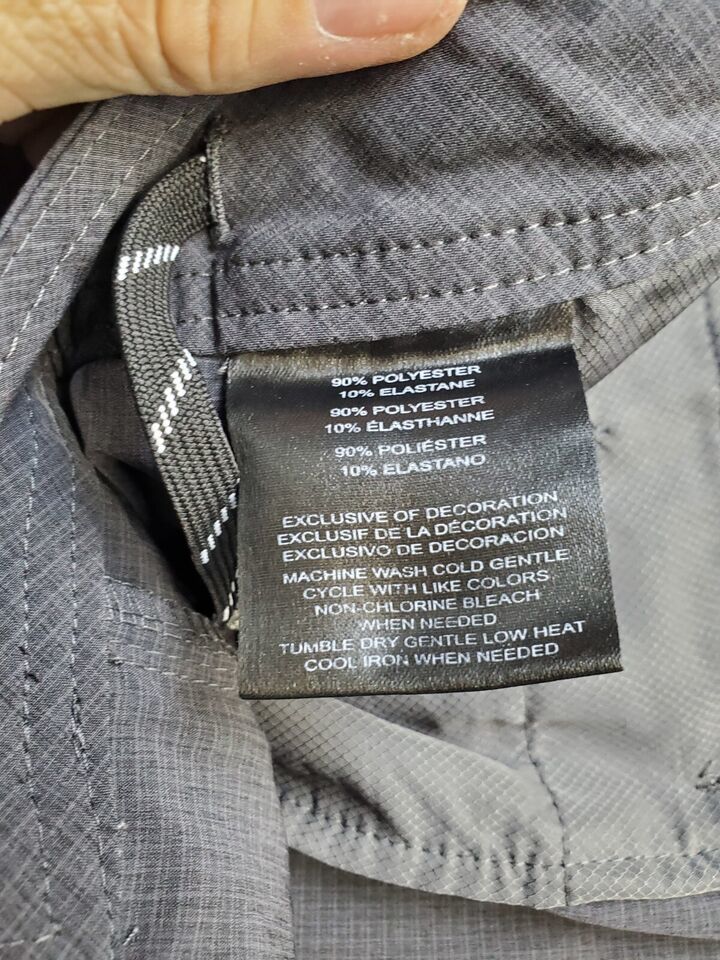 90% POLYESTER
10% ELASTANE
90% POLYESTER
10% ÉLASTHANNE
90% POLIÉSTER
10% ELASTANO
EXCLUSIVE OF DECORATION
EXCLUSIF DE LA DÉCORATION
EXCLUSIVO DE DECORACION
MACHINE WASH COLD GENTLE
CYCLE WITH LIKE COLORS
NON-CHLORINE BLEACH
WHEN NEEDED
TUMBLE DRY GENTLE LOW HEAT
COOL IRON WHEN NEEDED